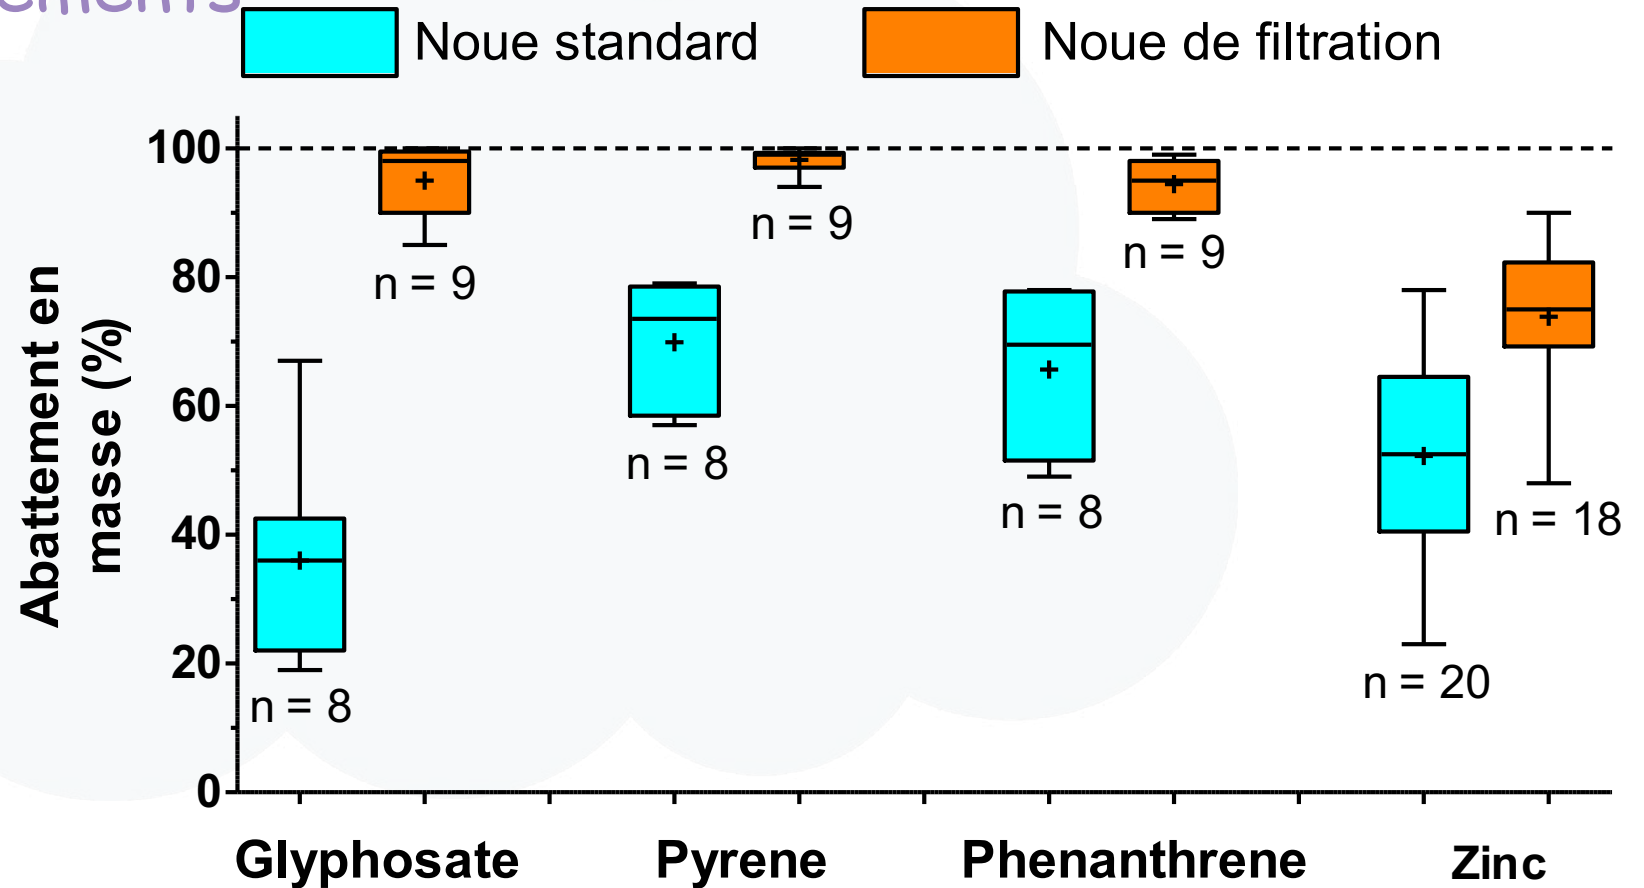 Noue standard
Noue de filtration
Abattement en
masse (%)
100
80
60
40
20
0
n = 8
n = 9
n = 8
n = 9
n = 8
n = 9
n = 20
n = 18
Glyphosate
Pyrene
Phenanthrene
Zinc